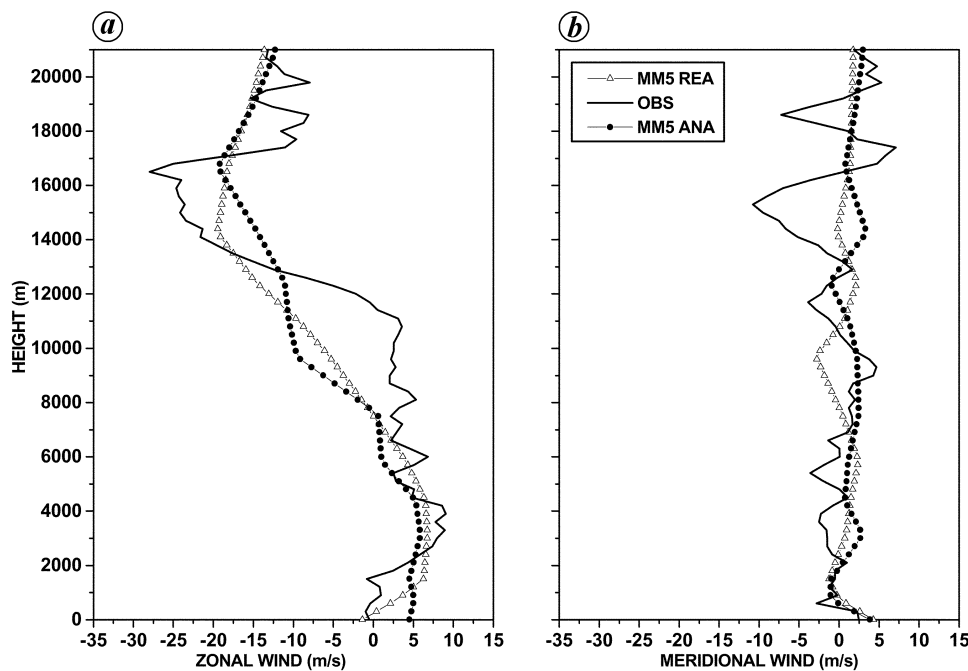 a
b
20000
18000
16000
14000
12000
10000
8000
6000
4000
2000
0
HEIGHT (m)
-35 -25 -20 -15 -10 -5 0 5 10 15
ZONAL WIND (m/s)
MM5 REA
OBS
MM5 ANA
-35 -25 -20 -15 -10 -5 0 5 10 15
MERIDIONAL WIND (m/s)